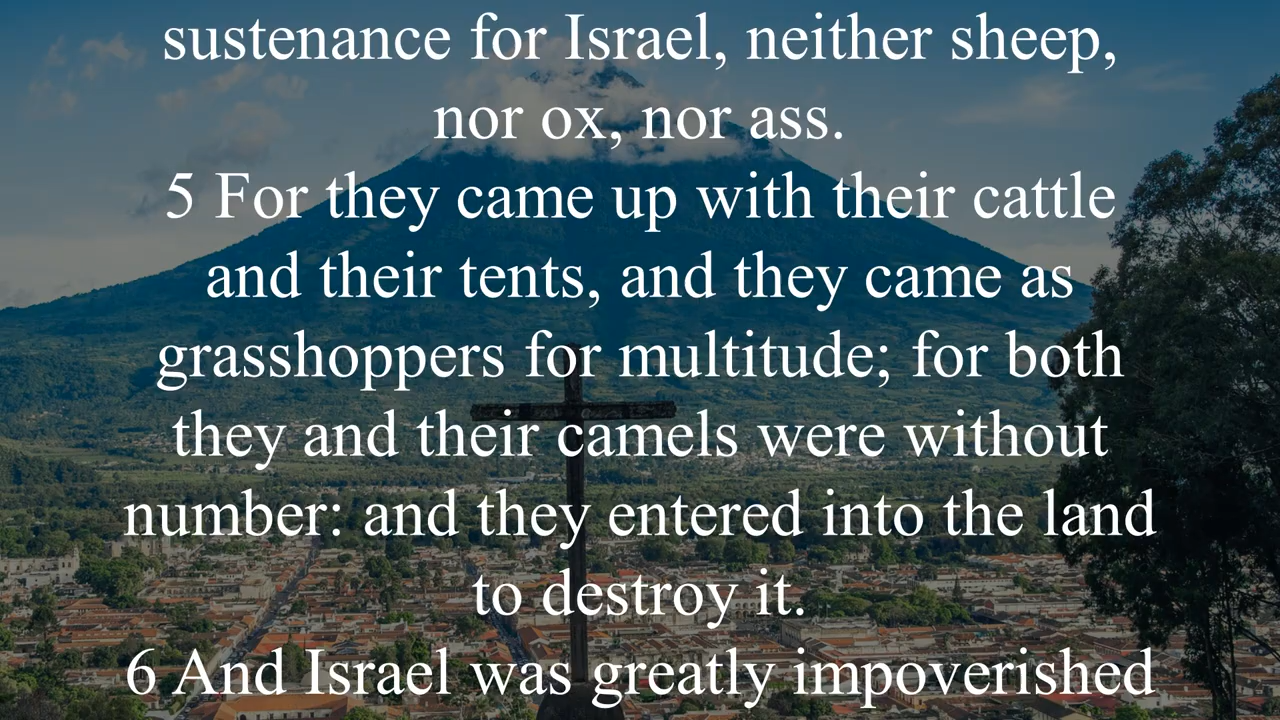 sustenance for Israel, neither sheep,
nor ox, nor ass.
5 For they came up with their cattle
and their tents, and they came as
grasshoppers for multitude; for both
they and their camels were without
number: and they entered into the land
to destroy it.
6 And Israel was greatly impoverished